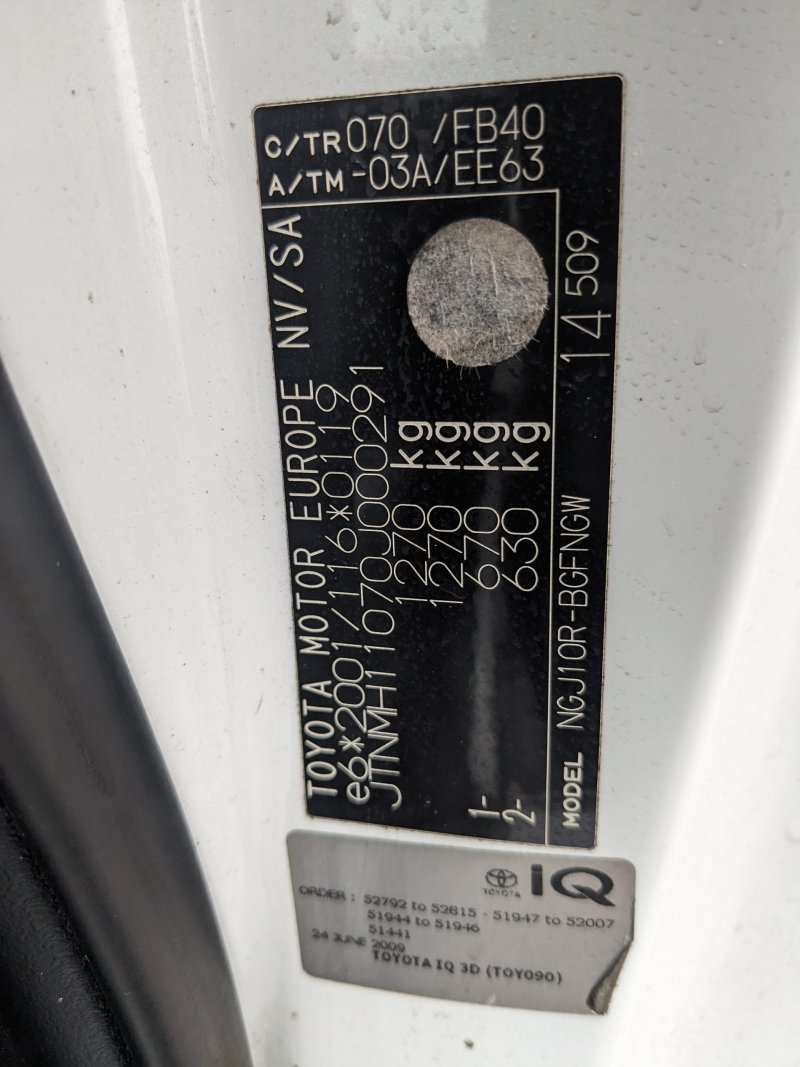 C/TR 070 /FB40
A/TM -03A/EE63
TOYOTA MOTOR EUROPE NV/SA
e6*2001/116*0119
JTNMH11070J000291
1270 kg
1270 kg
1- 670 kg
2- 630 kg
MODEL NGJ10R-BGFNGW 14 509
TOYOTA iQ
ORDER : 52792 to 52815 - 51947 to 52007
51944 to 51946
51441
24 JUNE 2009
TOYOTA IQ 3D (TOY090)